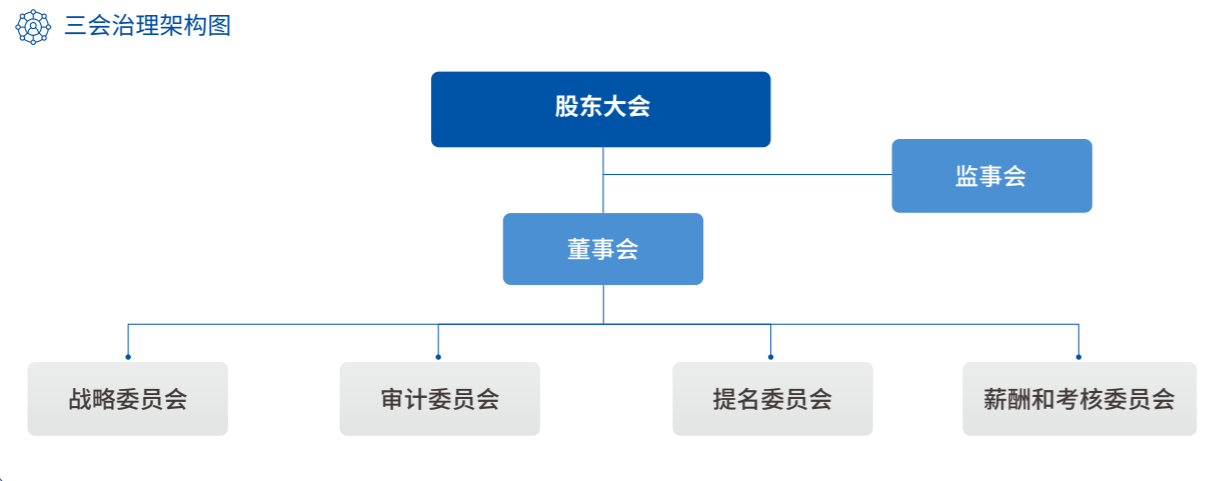 三会治理架构图
股东大会
监事会
董事会
战略委员会
审计委员会
提名委员会
薪酬和考核委员会